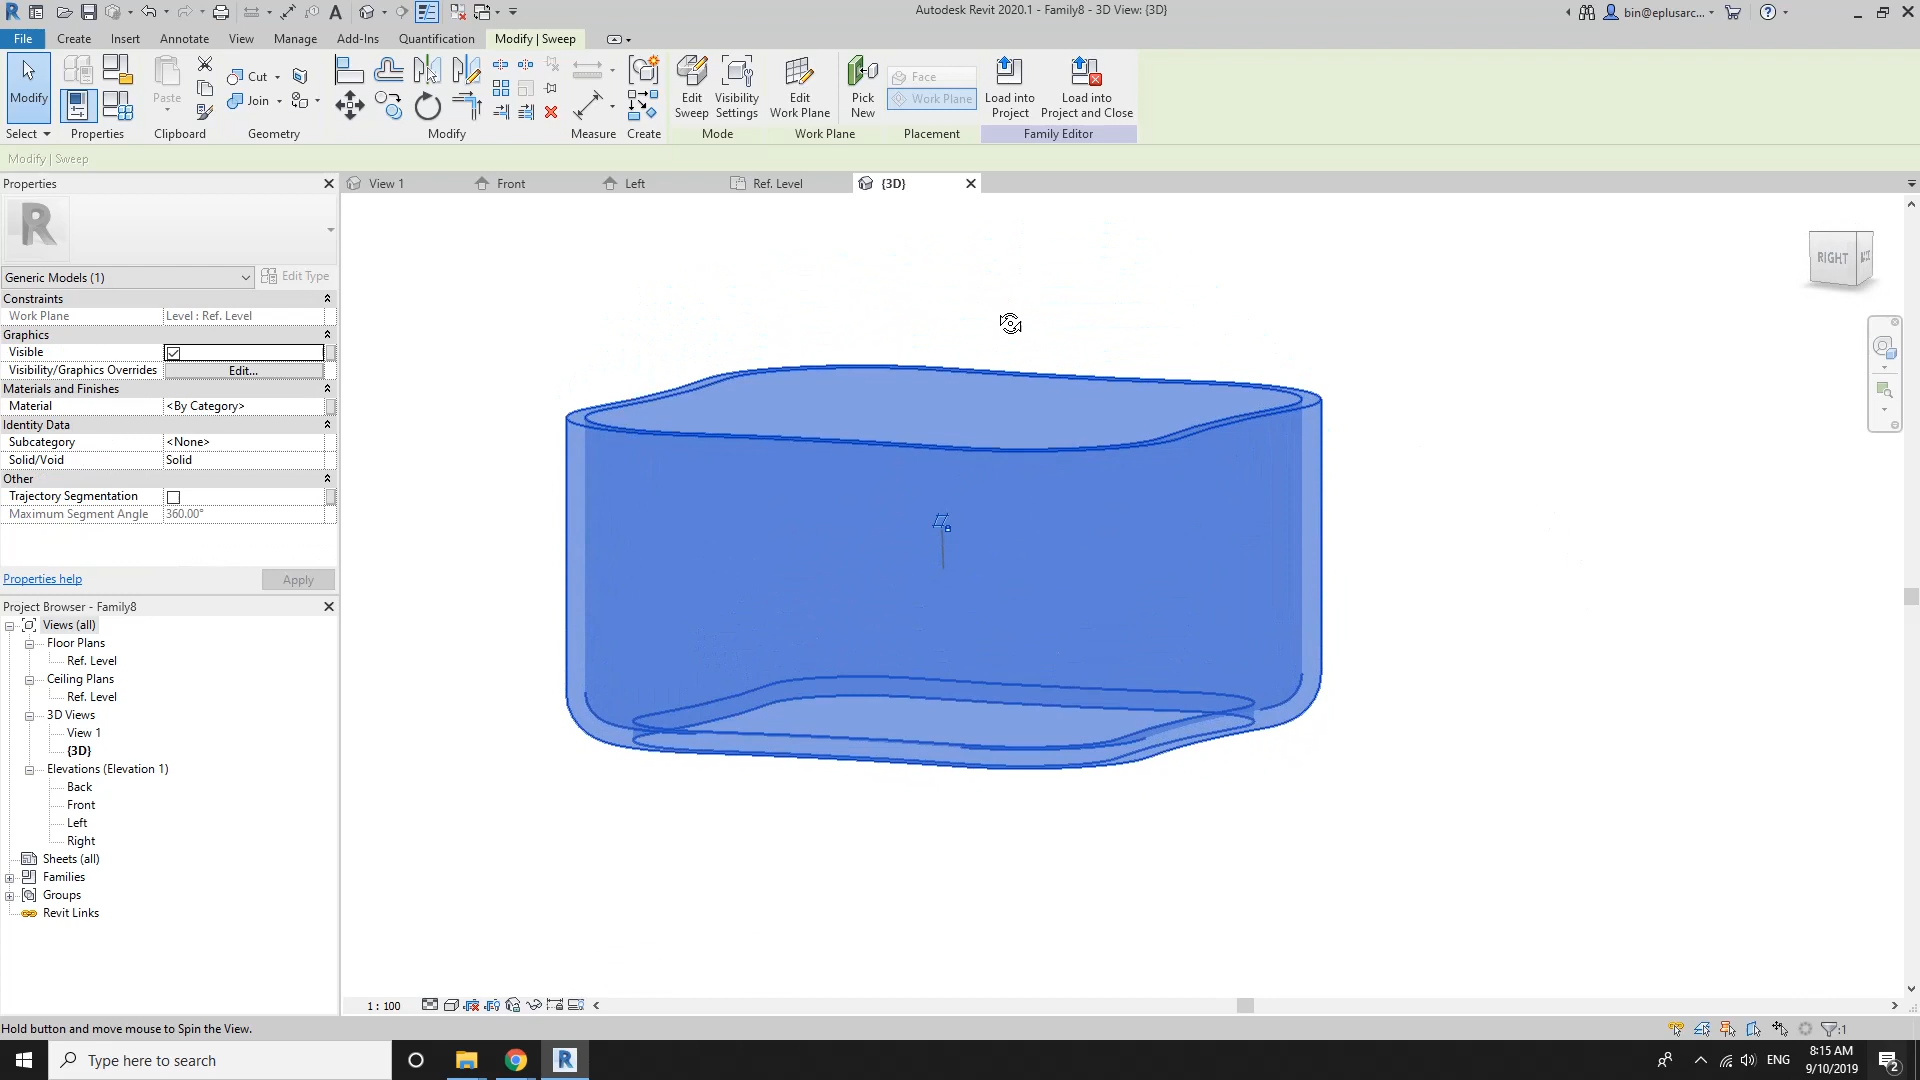 Autodesk Revit 2020.1 - Family8 - 3D View: {3D}
bin@eplusarc...
File Create Insert Annotate View Manage Add-Ins Quantification Modify | Sweep
Modify
Paste
Cut
Join
Edit Sweep
Visibility Settings
Edit Work Plane
Pick New
Face
Work Plane
Load into Project
Load into Project and Close
Select Properties Clipboard Geometry Modify Measure Create Mode Work Plane Placement Family Editor
Modify | Sweep
Properties
View 1 Front Left Ref. Level {3D}
R
Generic Models (1) Edit Type
Constraints
Work Plane Level : Ref. Level
Graphics
Visible
Visibility/Graphics Overrides Edit...
Materials and Finishes
Material <By Category>
Identity Data
Subcategory <None>
Solid/Void Solid
Other
Trajectory Segmentation
Maximum Segment Angle 360.00°
Properties help Apply
RIGHT
Project Browser - Family8
Views (all)
Floor Plans
Ref. Level
Ceiling Plans
Ref. Level
3D Views
View 1
{3D}
Elevations (Elevation 1)
Back
Front
Left
Right
Sheets (all)
Families
Groups
Revit Links
1 : 100
Hold button and move mouse to Spin the View.
:1
Type here to search
ENG
8:15 AM
9/10/2019
2